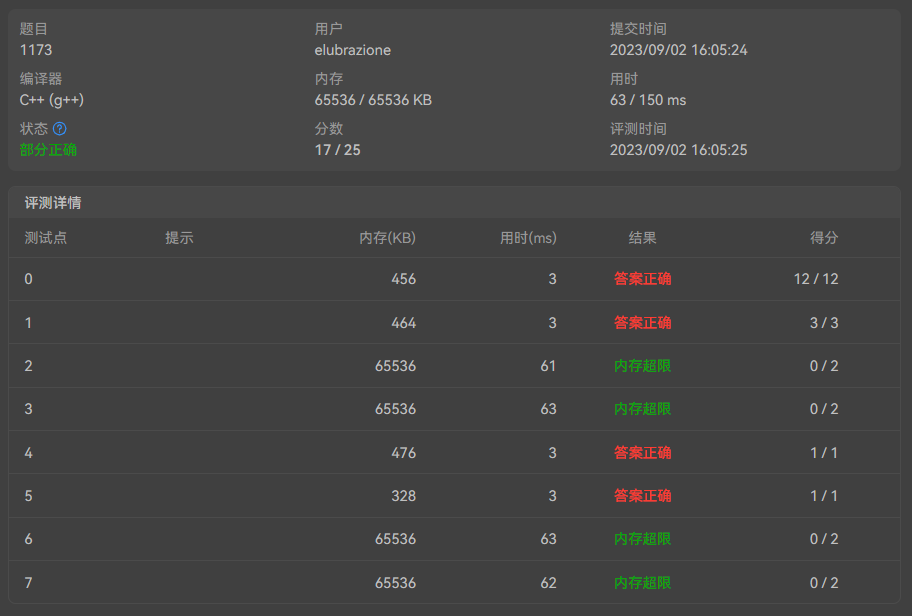 题目 用户 提交时间
1173 elubrazione 2023/09/02 16:05:24
编译器 内存 用时
C++ (g++) 65536 / 65536 KB 63 / 150 ms
状态 ? 分数 评测时间
部分正确 17 / 25 2023/09/02 16:05:25
评测详情
测试点 提示 内存(KB) 用时(ms) 结果 得分
0 456 3 答案正确 12 / 12
1 464 3 答案正确 3 / 3
2 65536 61 内存超限 0 / 2
3 65536 63 内存超限 0 / 2
4 476 3 答案正确 1 / 1
5 328 3 答案正确 1 / 1
6 65536 63 内存超限 0 / 2
7 65536 62 内存超限 0 / 2